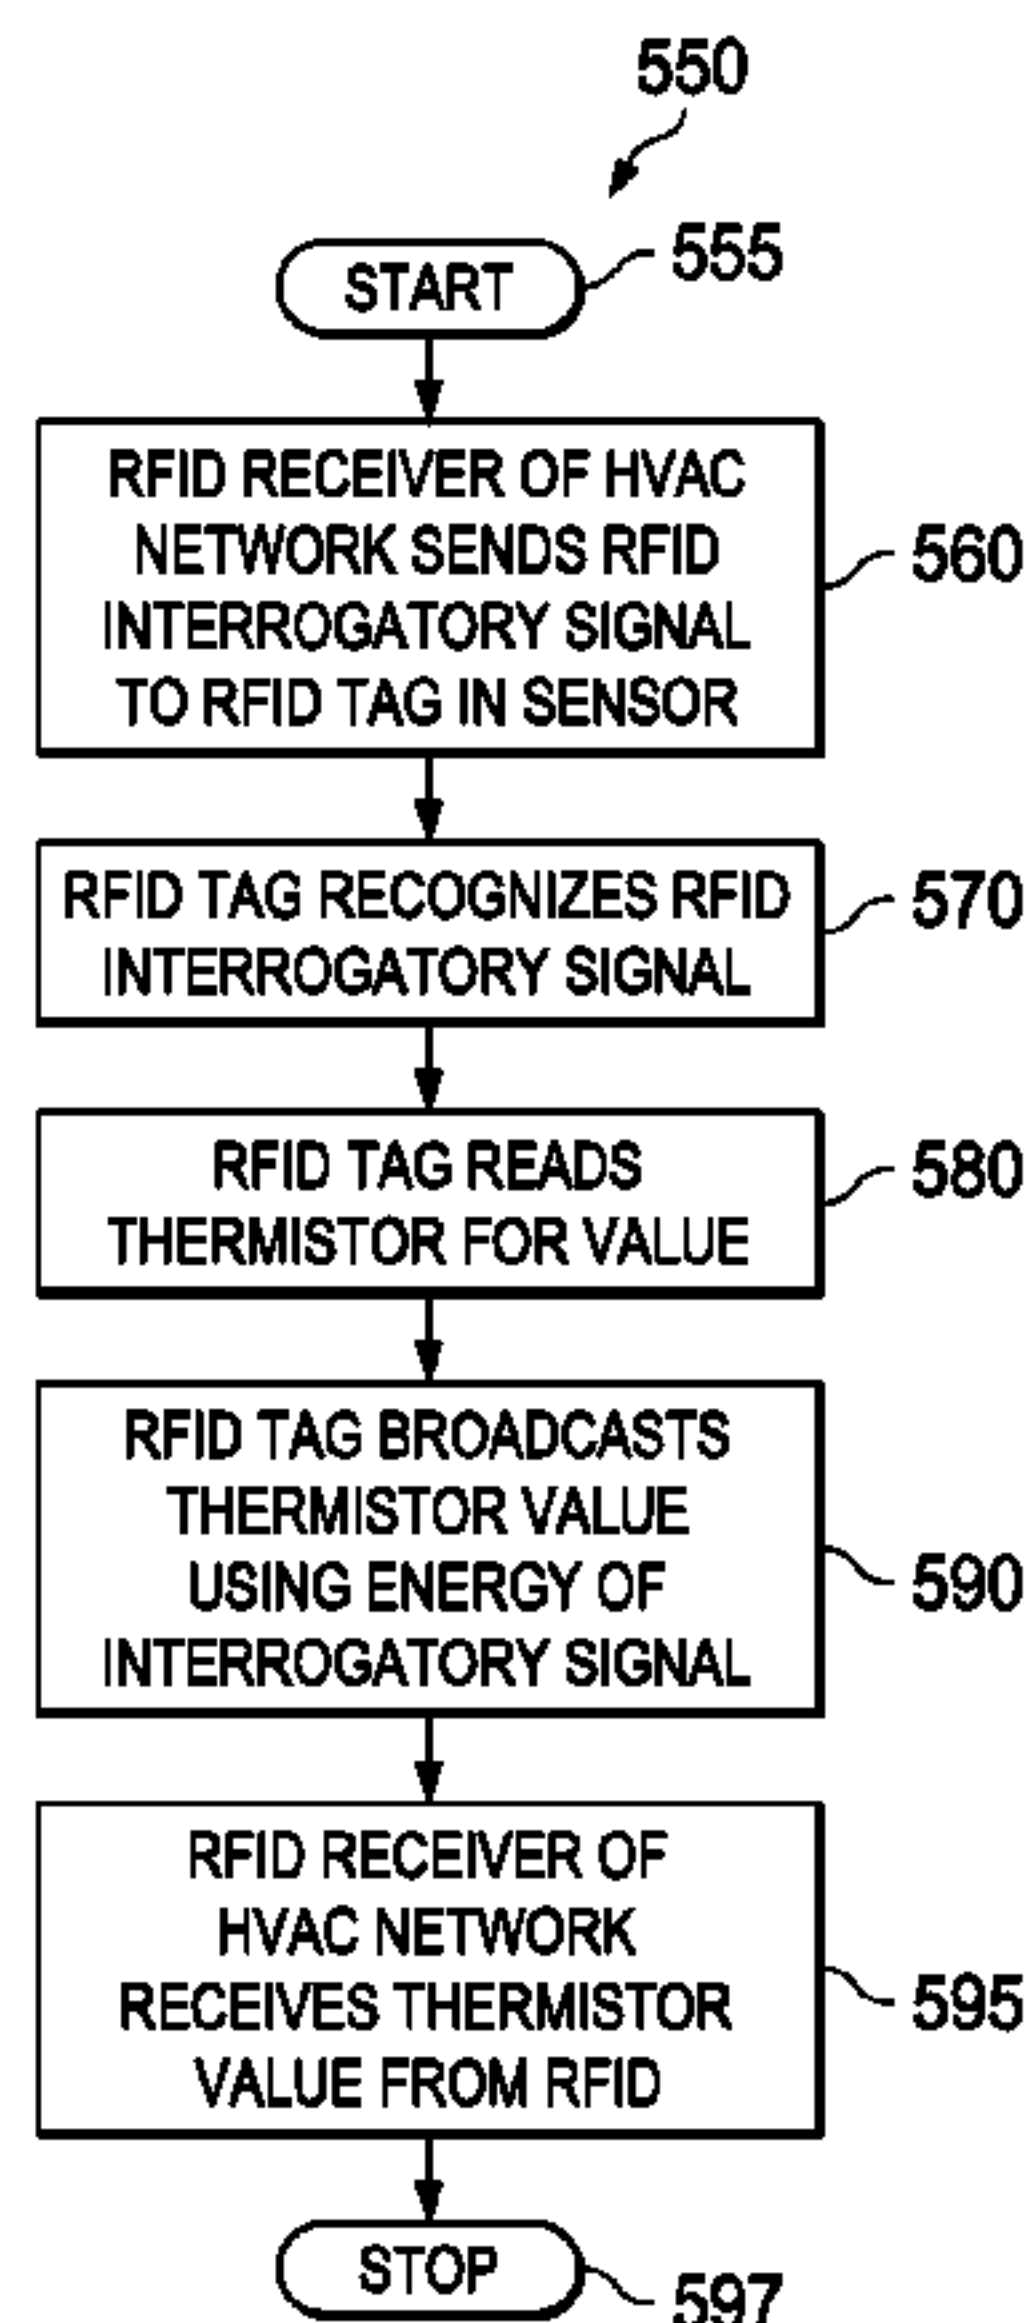 550
START
555
RFID RECEIVER OF HVAC
NETWORK SENDS RFID
INTERROGATORY SIGNAL
TO RFID TAG IN SENSOR
560
RFID TAG RECOGNIZES RFID
INTERROGATORY SIGNAL
570
RFID TAG READS
THERMISTOR FOR VALUE
580
RFID TAG BROADCASTS
THERMISTOR VALUE
USING ENERGY OF
INTERROGATORY SIGNAL
590
RFID RECEIVER OF
HVAC NETWORK
RECEIVES THERMISTOR
VALUE FROM RFID
595
STOP
597